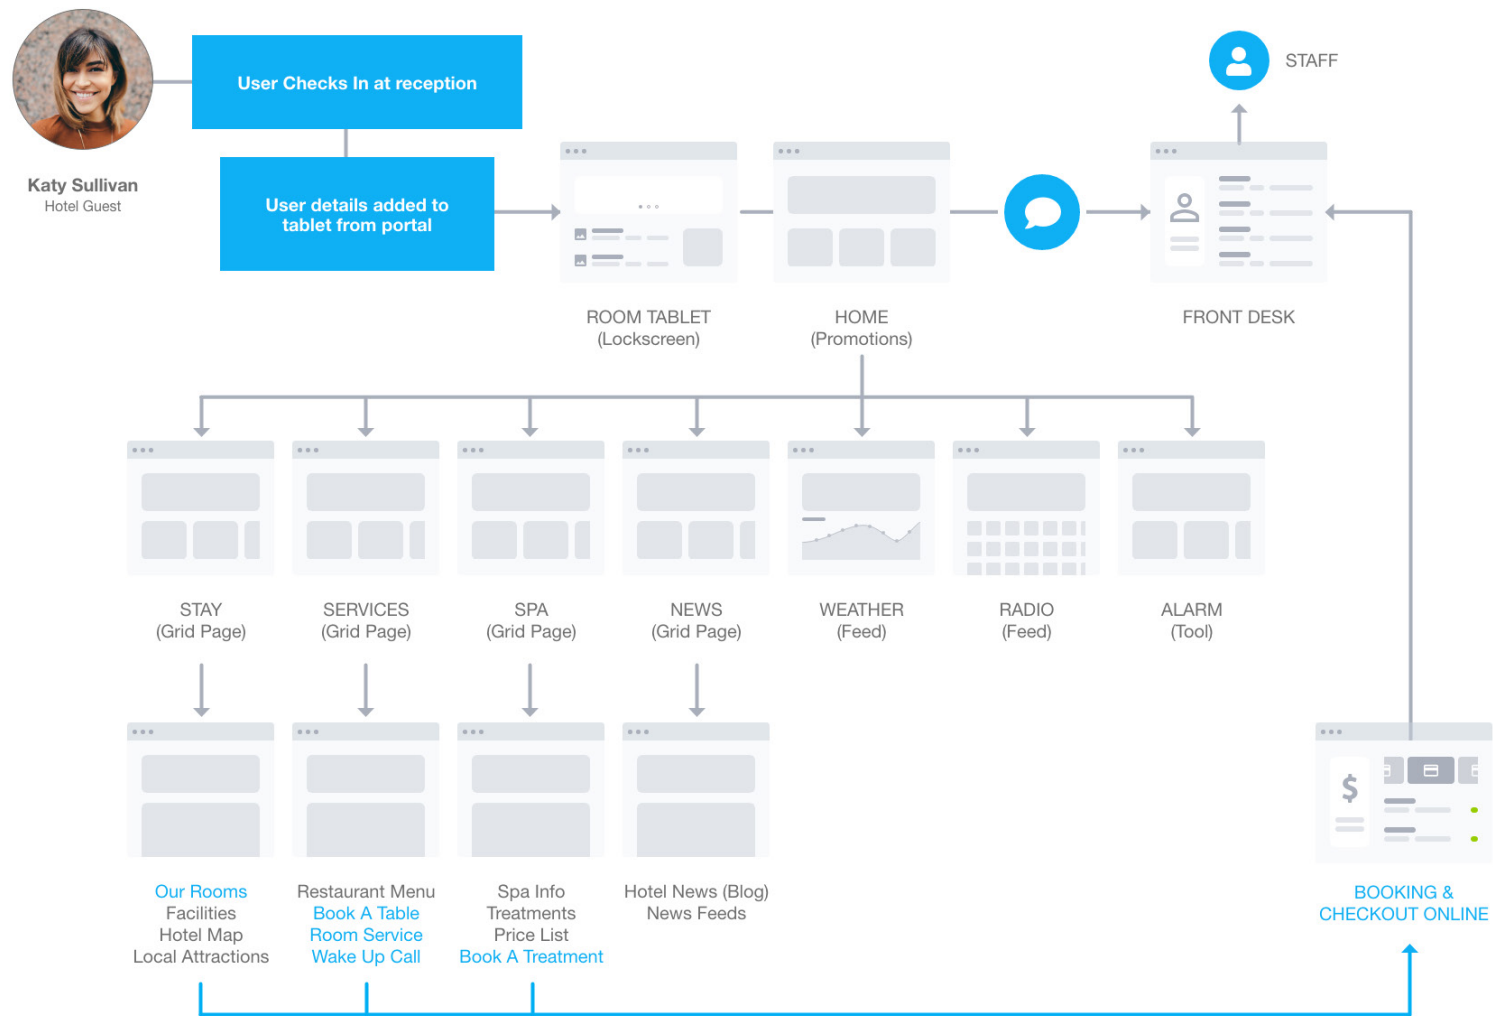 User Checks In at reception
STAFF
Katy Sullivan
Hotel Guest
User details added to
tablet from portal
ROOM TABLET
(Lockscreen)
HOME
(Promotions)
FRONT DESK
STAY
(Grid Page)
SERVICES
(Grid Page)
SPA
(Grid Page)
NEWS
(Grid Page)
WEATHER
(Feed)
RADIO
(Feed)
ALARM
(Tool)
Our Rooms
Facilities
Hotel Map
Local Attractions
Restaurant Menu
Book A Table
Room Service
Wake Up Call
Spa Info
Treatments
Price List
Book A Treatment
Hotel News (Blog)
News Feeds
$
BOOKING &
CHECKOUT ONLINE